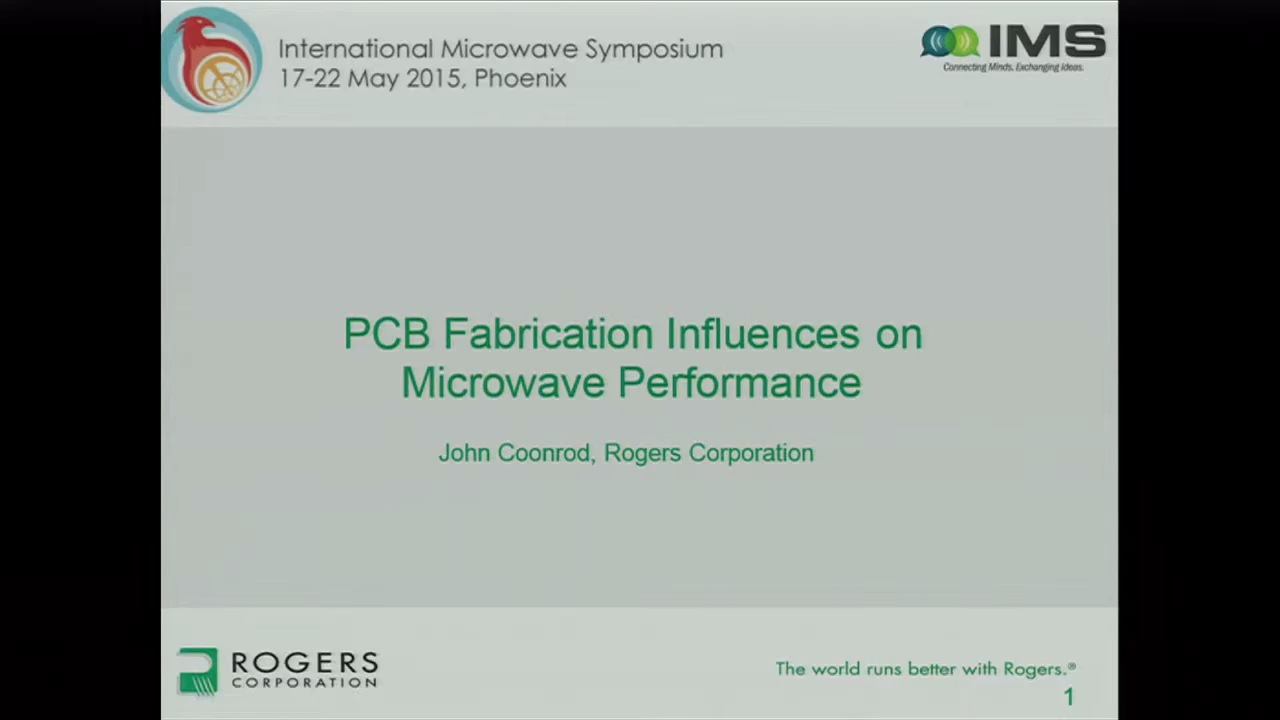 International Microwave Symposium
17-22 May 2015, Phoenix
IMS
Connecting Minds. Exchanging Ideas.
PCB Fabrication Influences on
Microwave Performance
John Coonrod, Rogers Corporation
ROGERS
CORPORATION
The world runs better with Rogers.®
1